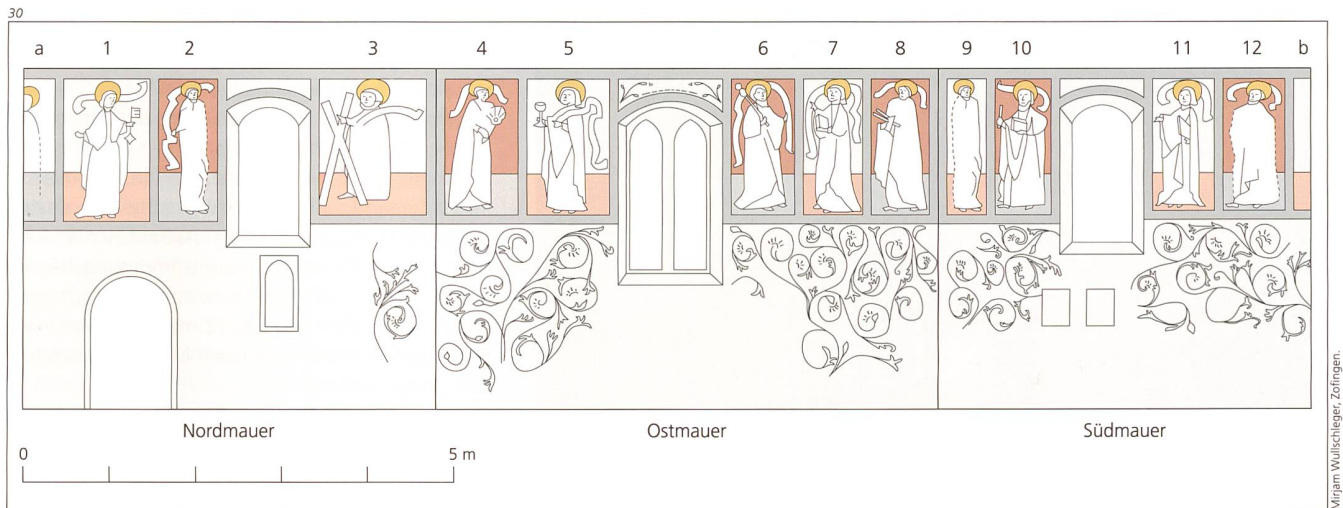 30
a 1 2 3 4 5 6 7 8 9 10 11 12 b
Nordmauer Ostmauer Südmauer
0 5 m
Mirjam Wullschleger, Zofingen.